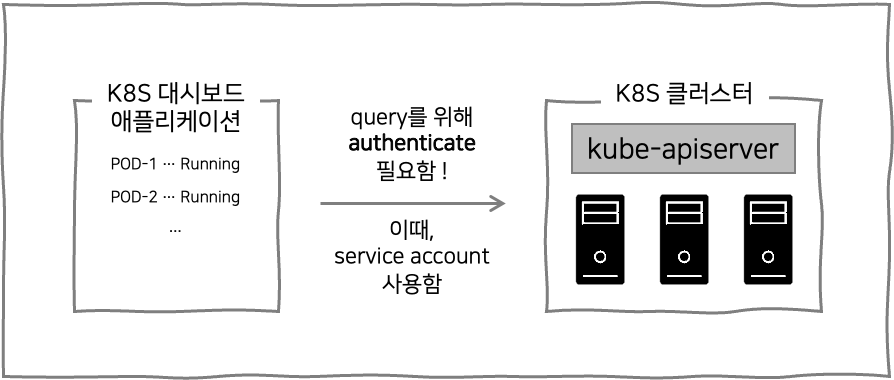 K8S 대시보드
애플리케이션
POD-1 ··· Running
POD-2 ··· Running
···
query를 위해
authenticate
필요함 !
이때,
service account
사용함
K8S 클러스터
kube-apiserver